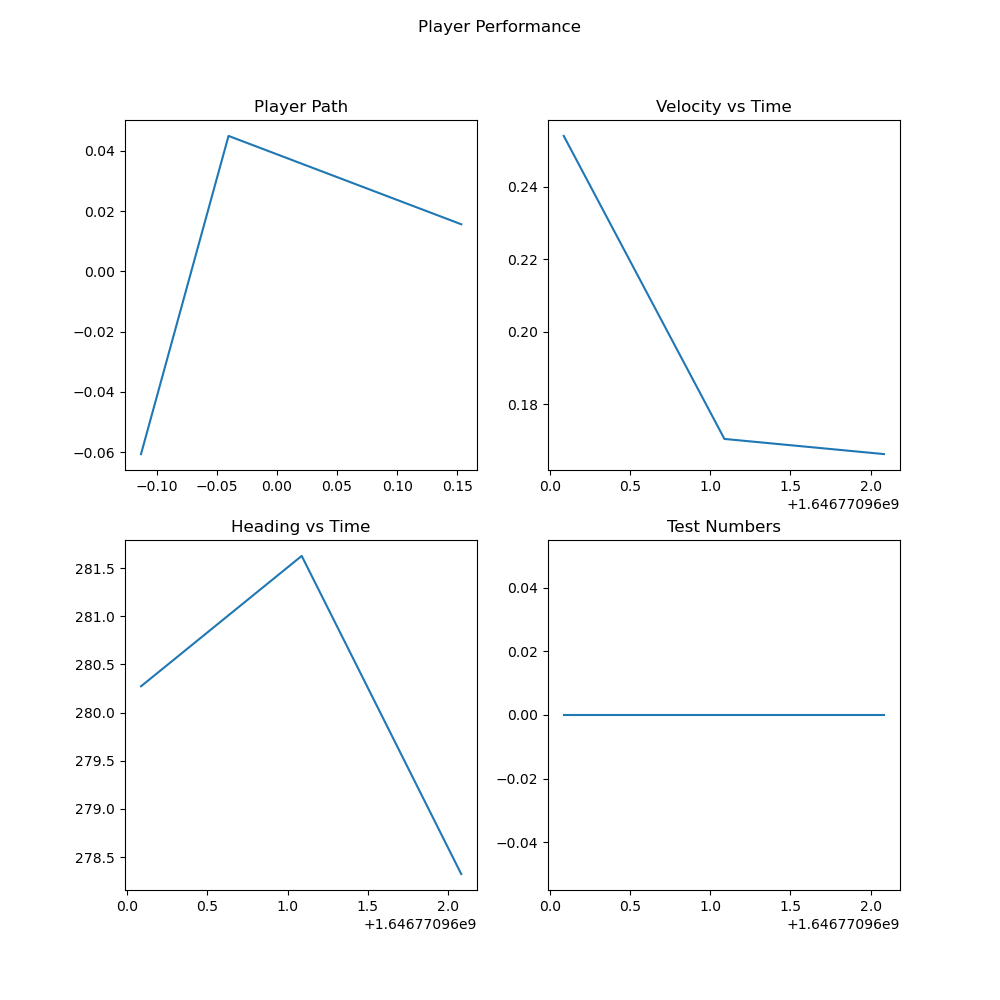 Player Performance
Player Path
0.04
0.02
0.00
−0.02
−0.04
−0.06
−0.10 −0.05 0.00 0.05 0.10 0.15
Velocity vs Time
0.24
0.22
0.20
0.18
0.0 0.5 1.0 1.5 2.0
+1.64677096e9
Heading vs Time
281.5
281.0
280.5
280.0
279.5
279.0
278.5
0.0 0.5 1.0 1.5 2.0
+1.64677096e9
Test Numbers
0.04
0.02
0.00
−0.02
−0.04
0.0 0.5 1.0 1.5 2.0
+1.64677096e9